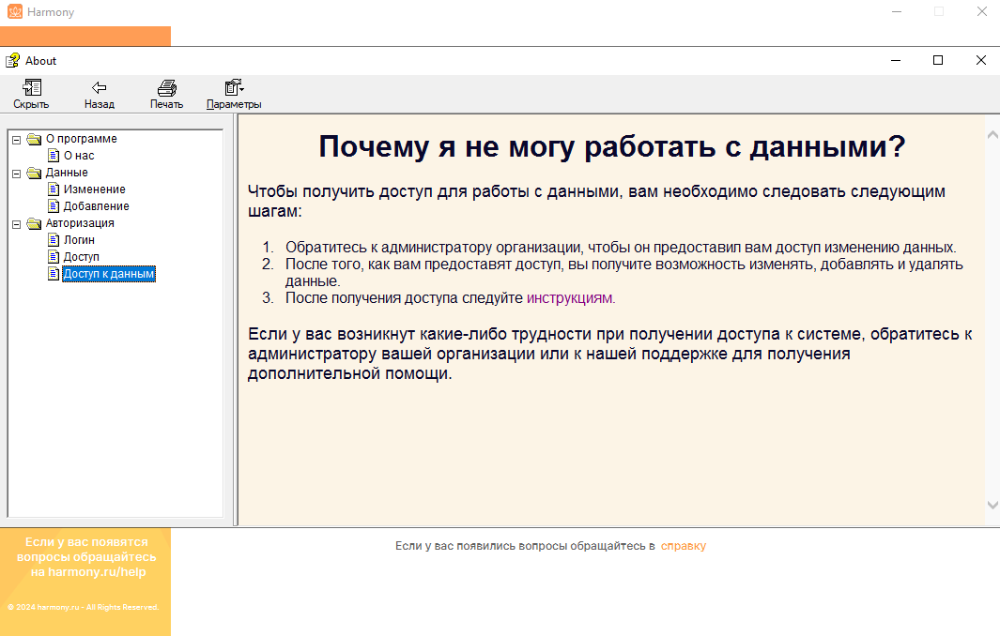 Harmony
About
Скрыть
Назад
Печать
Параметры
О программе
О нас
Данные
Изменение
Добавление
Авторизация
Логин
Доступ
Доступ к данным
Почему я не могу работать с данными?
Чтобы получить доступ для работы с данными, вам необходимо следовать следующим
шагам:
1. Обратитесь к администратору организации, чтобы он предоставил вам доступ изменению данных.
2. После того, как вам предоставят доступ, вы получите возможность изменять, добавлять и удалять
данные.
3. После получения доступа следуйте инструкциям.
Если у вас возникнут какие-либо трудности при получении доступа к системе, обратитесь к
администратору вашей организации или к нашей поддержке для получения
дополнительной помощи.
Если у вас появятся
вопросы обращайтесь
на harmony.ru/help
© 2024 harmony.ru - All Rights Reserved.
Если у вас появились вопросы обращайтесь в справку